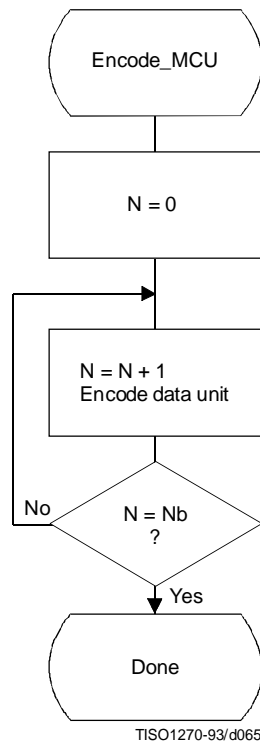 Encode_MCU
N = 0
N = N + 1
Encode data unit
No
N = Nb
?
Yes
Done
TISO1270-93/d065